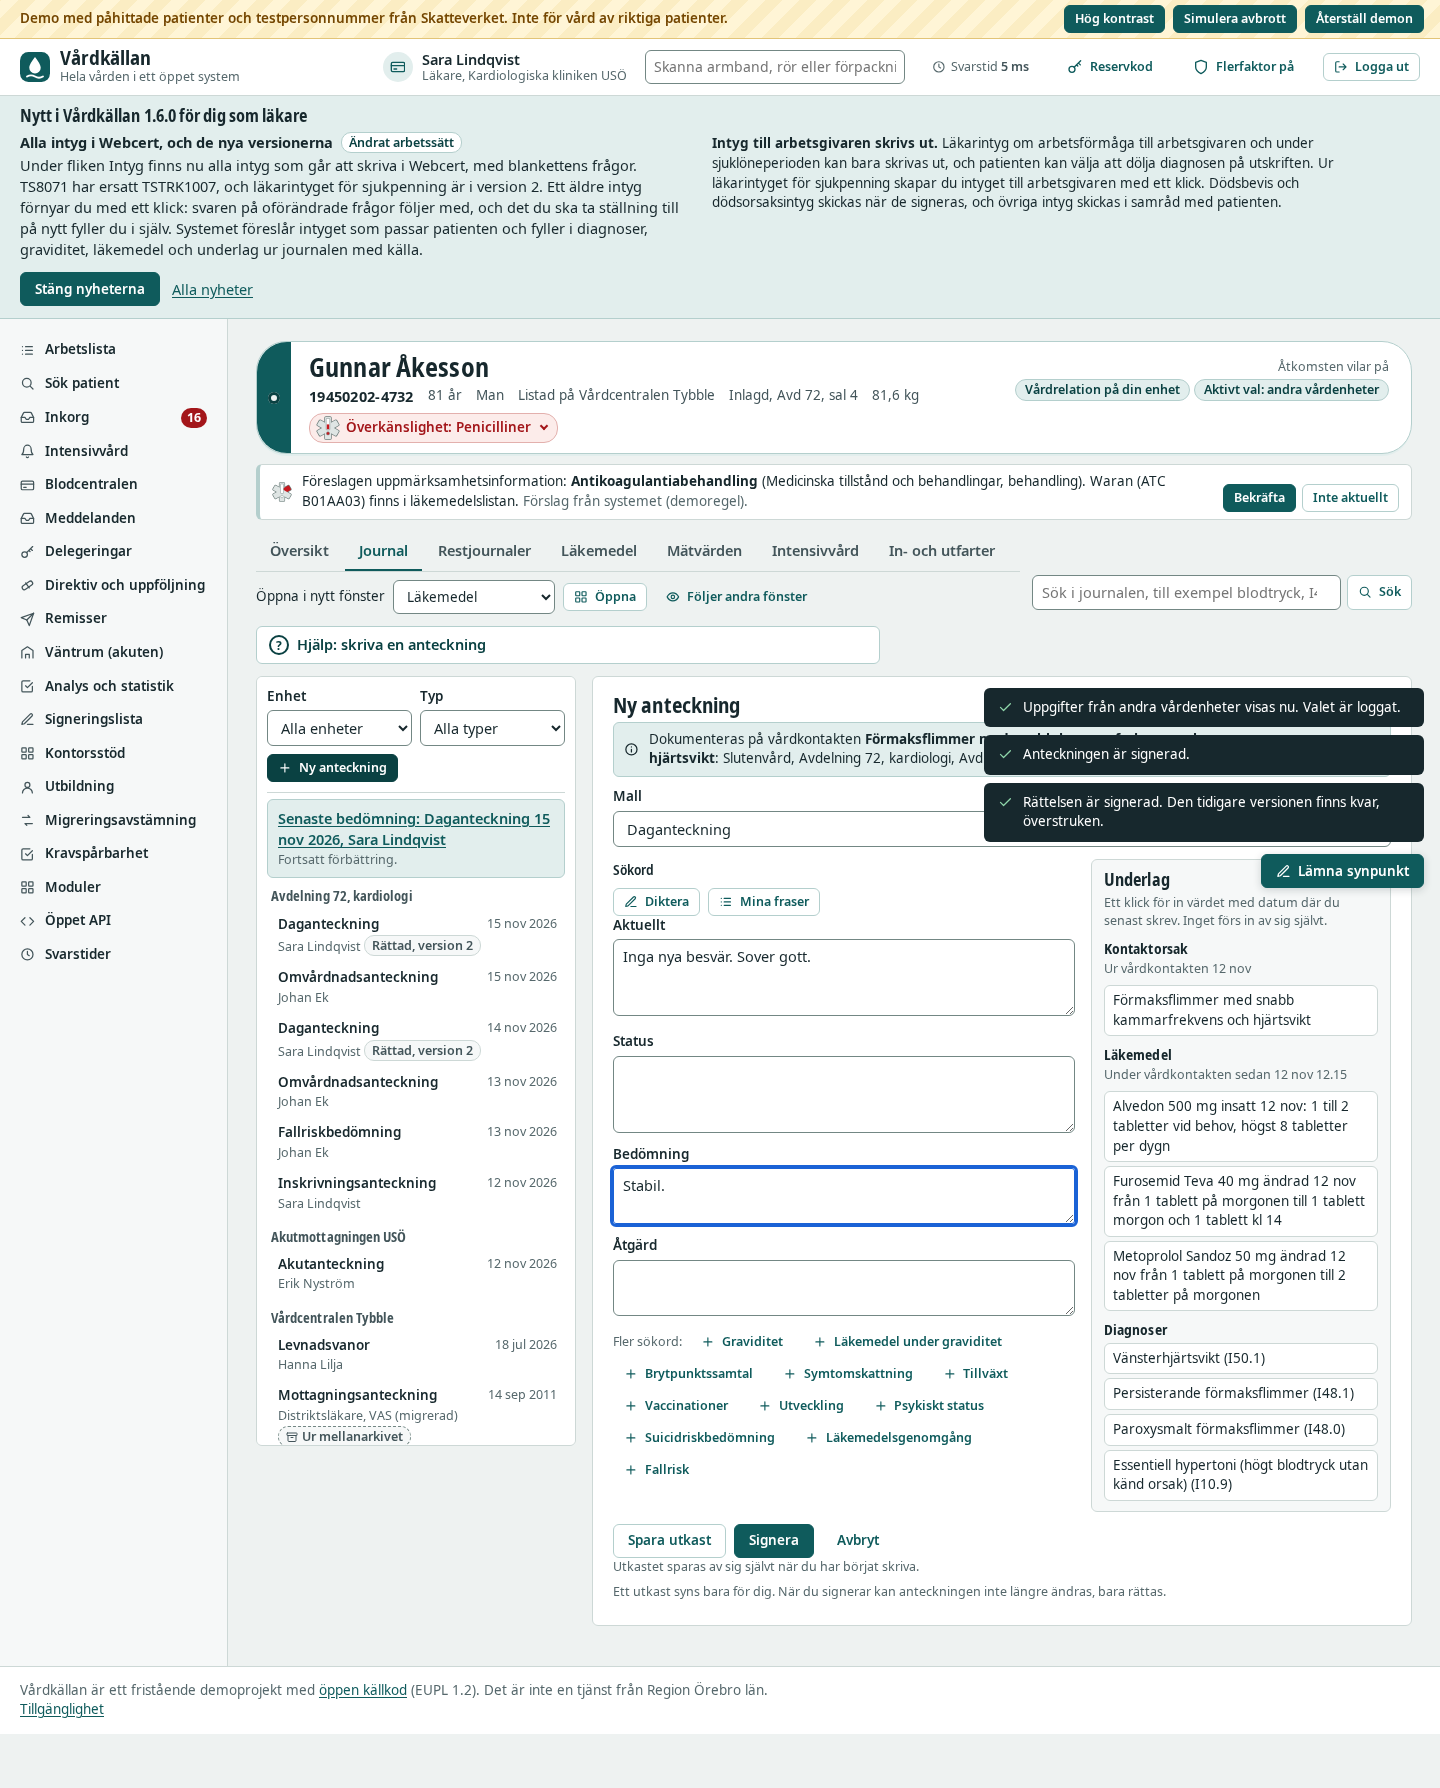 Demo med påhittade patienter och testpersonnummer från Skatteverket. Inte för vård av riktiga patienter.
Hög kontrast
Simulera avbrott
Återställ demon
Vårdkällan
Hela vården i ett öppet system
Sara Lindqvist
Läkare, Kardiologiska kliniken USÖ
Skanna armband, rör eller förpackni
Svarstid 5 ms
Reservkod
Flerfaktor på
Logga ut
Nytt i Vårdkällan 1.6.0 för dig som läkare
Alla intyg i Webcert, och de nya versionerna
Ändrat arbetssätt
Under fliken Intyg finns nu alla intyg som går att skriva i Webcert, med blankettens frågor.
TS8071 har ersatt TSTRK1007, och läkarintyget för sjukpenning är i version 2. Ett äldre intyg
förnyar du med ett klick: svaren på oförändrade frågor följer med, och det du ska ta ställning till
på nytt fyller du i själv. Systemet föreslår intyget som passar patienten och fyller i diagnoser,
graviditet, läkemedel och underlag ur journalen med källa.
Intyg till arbetsgivaren skrivs ut. Läkarintyg om arbetsförmåga till arbetsgivaren och under
sjuklöneperioden kan bara skrivas ut, och patienten kan välja att dölja diagnosen på utskriften. Ur
läkarintyget för sjukpenning skapar du intyget till arbetsgivaren med ett klick. Dödsbevis och
dödsorsaksintyg skickas när de signeras, och övriga intyg skickas i samråd med patienten.
Stäng nyheterna
Alla nyheter
Arbetslista
Sök patient
Inkorg
16
Intensivvård
Blodcentralen
Meddelanden
Delegeringar
Direktiv och uppföljning
Remisser
Väntrum (akuten)
Analys och statistik
Signeringslista
Kontorsstöd
Utbildning
Migreringsavstämning
Kravspårbarhet
Moduler
Öppet API
Svarstider
Gunnar Åkesson
19450202-4732
81 år
Man
Listad på Vårdcentralen Tybble
Inlagd, Avd 72, sal 4
81,6 kg
Överkänslighet: Penicilliner
Åtkomsten vilar på
Vårdrelation på din enhet
Aktivt val: andra vårdenheter
Föreslagen uppmärksamhetsinformation: Antikoagulantiabehandling (Medicinska tillstånd och behandlingar, behandling). Waran (ATC
B01AA03) finns i läkemedelslistan. Förslag från systemet (demoregel).
Bekräfta
Inte aktuellt
Översikt
Journal
Restjournaler
Läkemedel
Mätvärden
Intensivvård
In- och utfarter
Öppna i nytt fönster
Läkemedel
Öppna
Följer andra fönster
Sök i journalen, till exempel blodtryck, I4
Sök
Hjälp: skriva en anteckning
Enhet
Typ
Alla enheter
Alla typer
Ny anteckning
Senaste bedömning: Daganteckning 15
nov 2026, Sara Lindqvist
Fortsatt förbättring.
Avdelning 72, kardiologi
Daganteckning
15 nov 2026
Sara Lindqvist
Rättad, version 2
Omvårdnadsanteckning
15 nov 2026
Johan Ek
Daganteckning
14 nov 2026
Sara Lindqvist
Rättad, version 2
Omvårdnadsanteckning
13 nov 2026
Johan Ek
Fallriskbedömning
13 nov 2026
Johan Ek
Inskrivningsanteckning
12 nov 2026
Sara Lindqvist
Akutmottagningen USÖ
Akutanteckning
12 nov 2026
Erik Nyström
Vårdcentralen Tybble
Levnadsvanor
18 jul 2026
Hanna Lilja
Mottagningsanteckning
14 sep 2011
Distriktsläkare, VAS (migrerad)
Ur mellanarkivet
Ny anteckning
Dokumenteras på vårdkontakten Förmaksflimmer
hjärtsvikt: Slutenvård, Avdelning 72, kardiologi, Avd
Uppgifter från andra vårdenheter visas nu. Valet är loggat.
Anteckningen är signerad.
Rättelsen är signerad. Den tidigare versionen finns kvar,
överstruken.
Lämna synpunkt
Mall
Daganteckning
Sökord
Diktera
Mina fraser
Aktuellt
Inga nya besvär. Sover gott.
Status
Bedömning
Stabil.
Åtgärd
Fler sökord:
Graviditet
Läkemedel under graviditet
Brytpunktssamtal
Symtomskattning
Tillväxt
Vaccinationer
Utveckling
Psykiskt status
Suicidriskbedömning
Läkemedelsgenomgång
Fallrisk
Underlag
Ett klick för in värdet med datum där du
senast skrev. Inget förs in av sig självt.
Kontaktorsak
Ur vårdkontakten 12 nov
Förmaksflimmer med snabb
kammarfrekvens och hjärtsvikt
Läkemedel
Under vårdkontakten sedan 12 nov 12.15
Alvedon 500 mg insatt 12 nov: 1 till 2
tabletter vid behov, högst 8 tabletter
per dygn
Furosemid Teva 40 mg ändrad 12 nov
från 1 tablett på morgonen till 1 tablett
morgon och 1 tablett kl 14
Metoprolol Sandoz 50 mg ändrad 12
nov från 1 tablett på morgonen till 2
tabletter på morgonen
Diagnoser
Vänsterhjärtsvikt (I50.1)
Persisterande förmaksflimmer (I48.1)
Paroxysmalt förmaksflimmer (I48.0)
Essentiell hypertoni (högt blodtryck utan
känd orsak) (I10.9)
Spara utkast
Signera
Avbryt
Utkastet sparas av sig självt när du har börjat skriva.
Ett utkast syns bara för dig. När du signerar kan anteckningen inte längre ändras, bara rättas.
Vårdkällan är ett fristående demoprojekt med öppen källkod (EUPL 1.2). Det är inte en tjänst från Region Örebro län.
Tillgänglighet